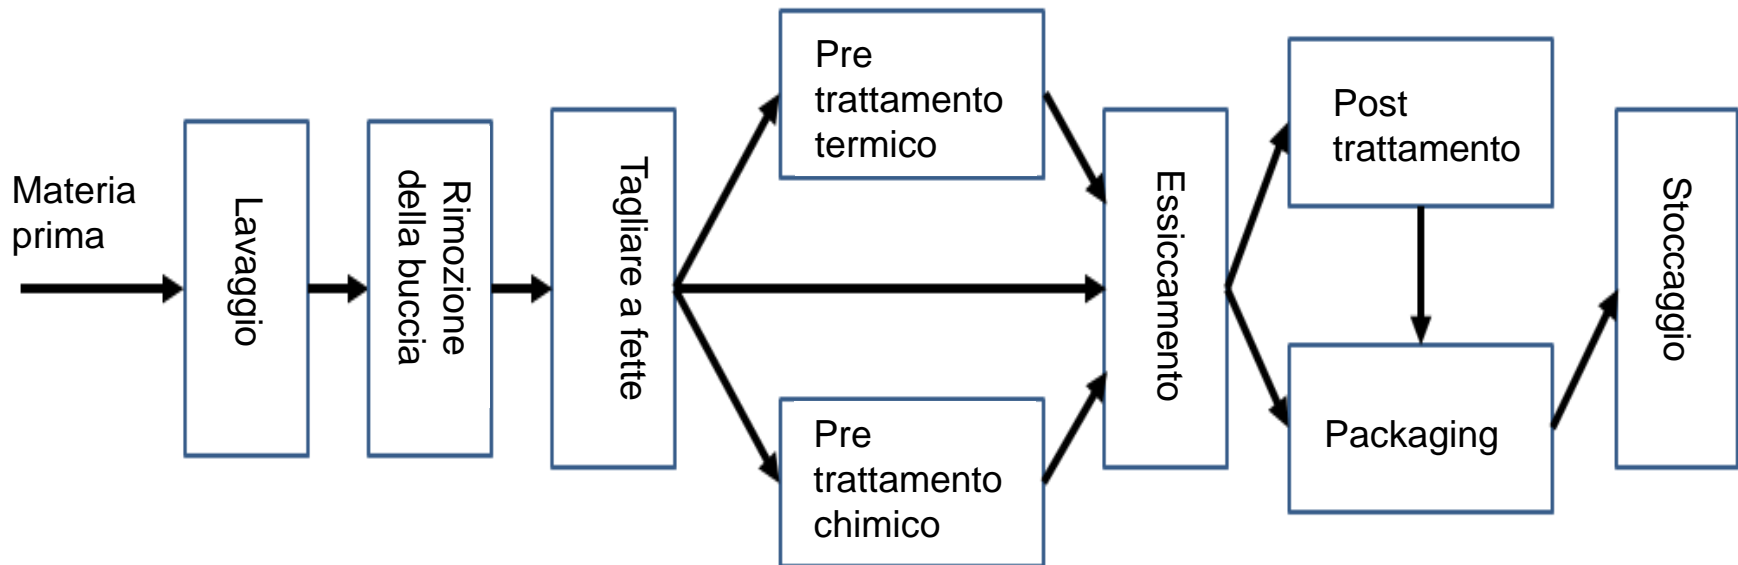 Materia
prima
Lavaggio
Rimozione
della buccia
Tagliare a fette
Pre
trattamento
termico
Pre
trattamento
chimico
Essiccamento
Post
trattamento
Packaging
Stoccaggio